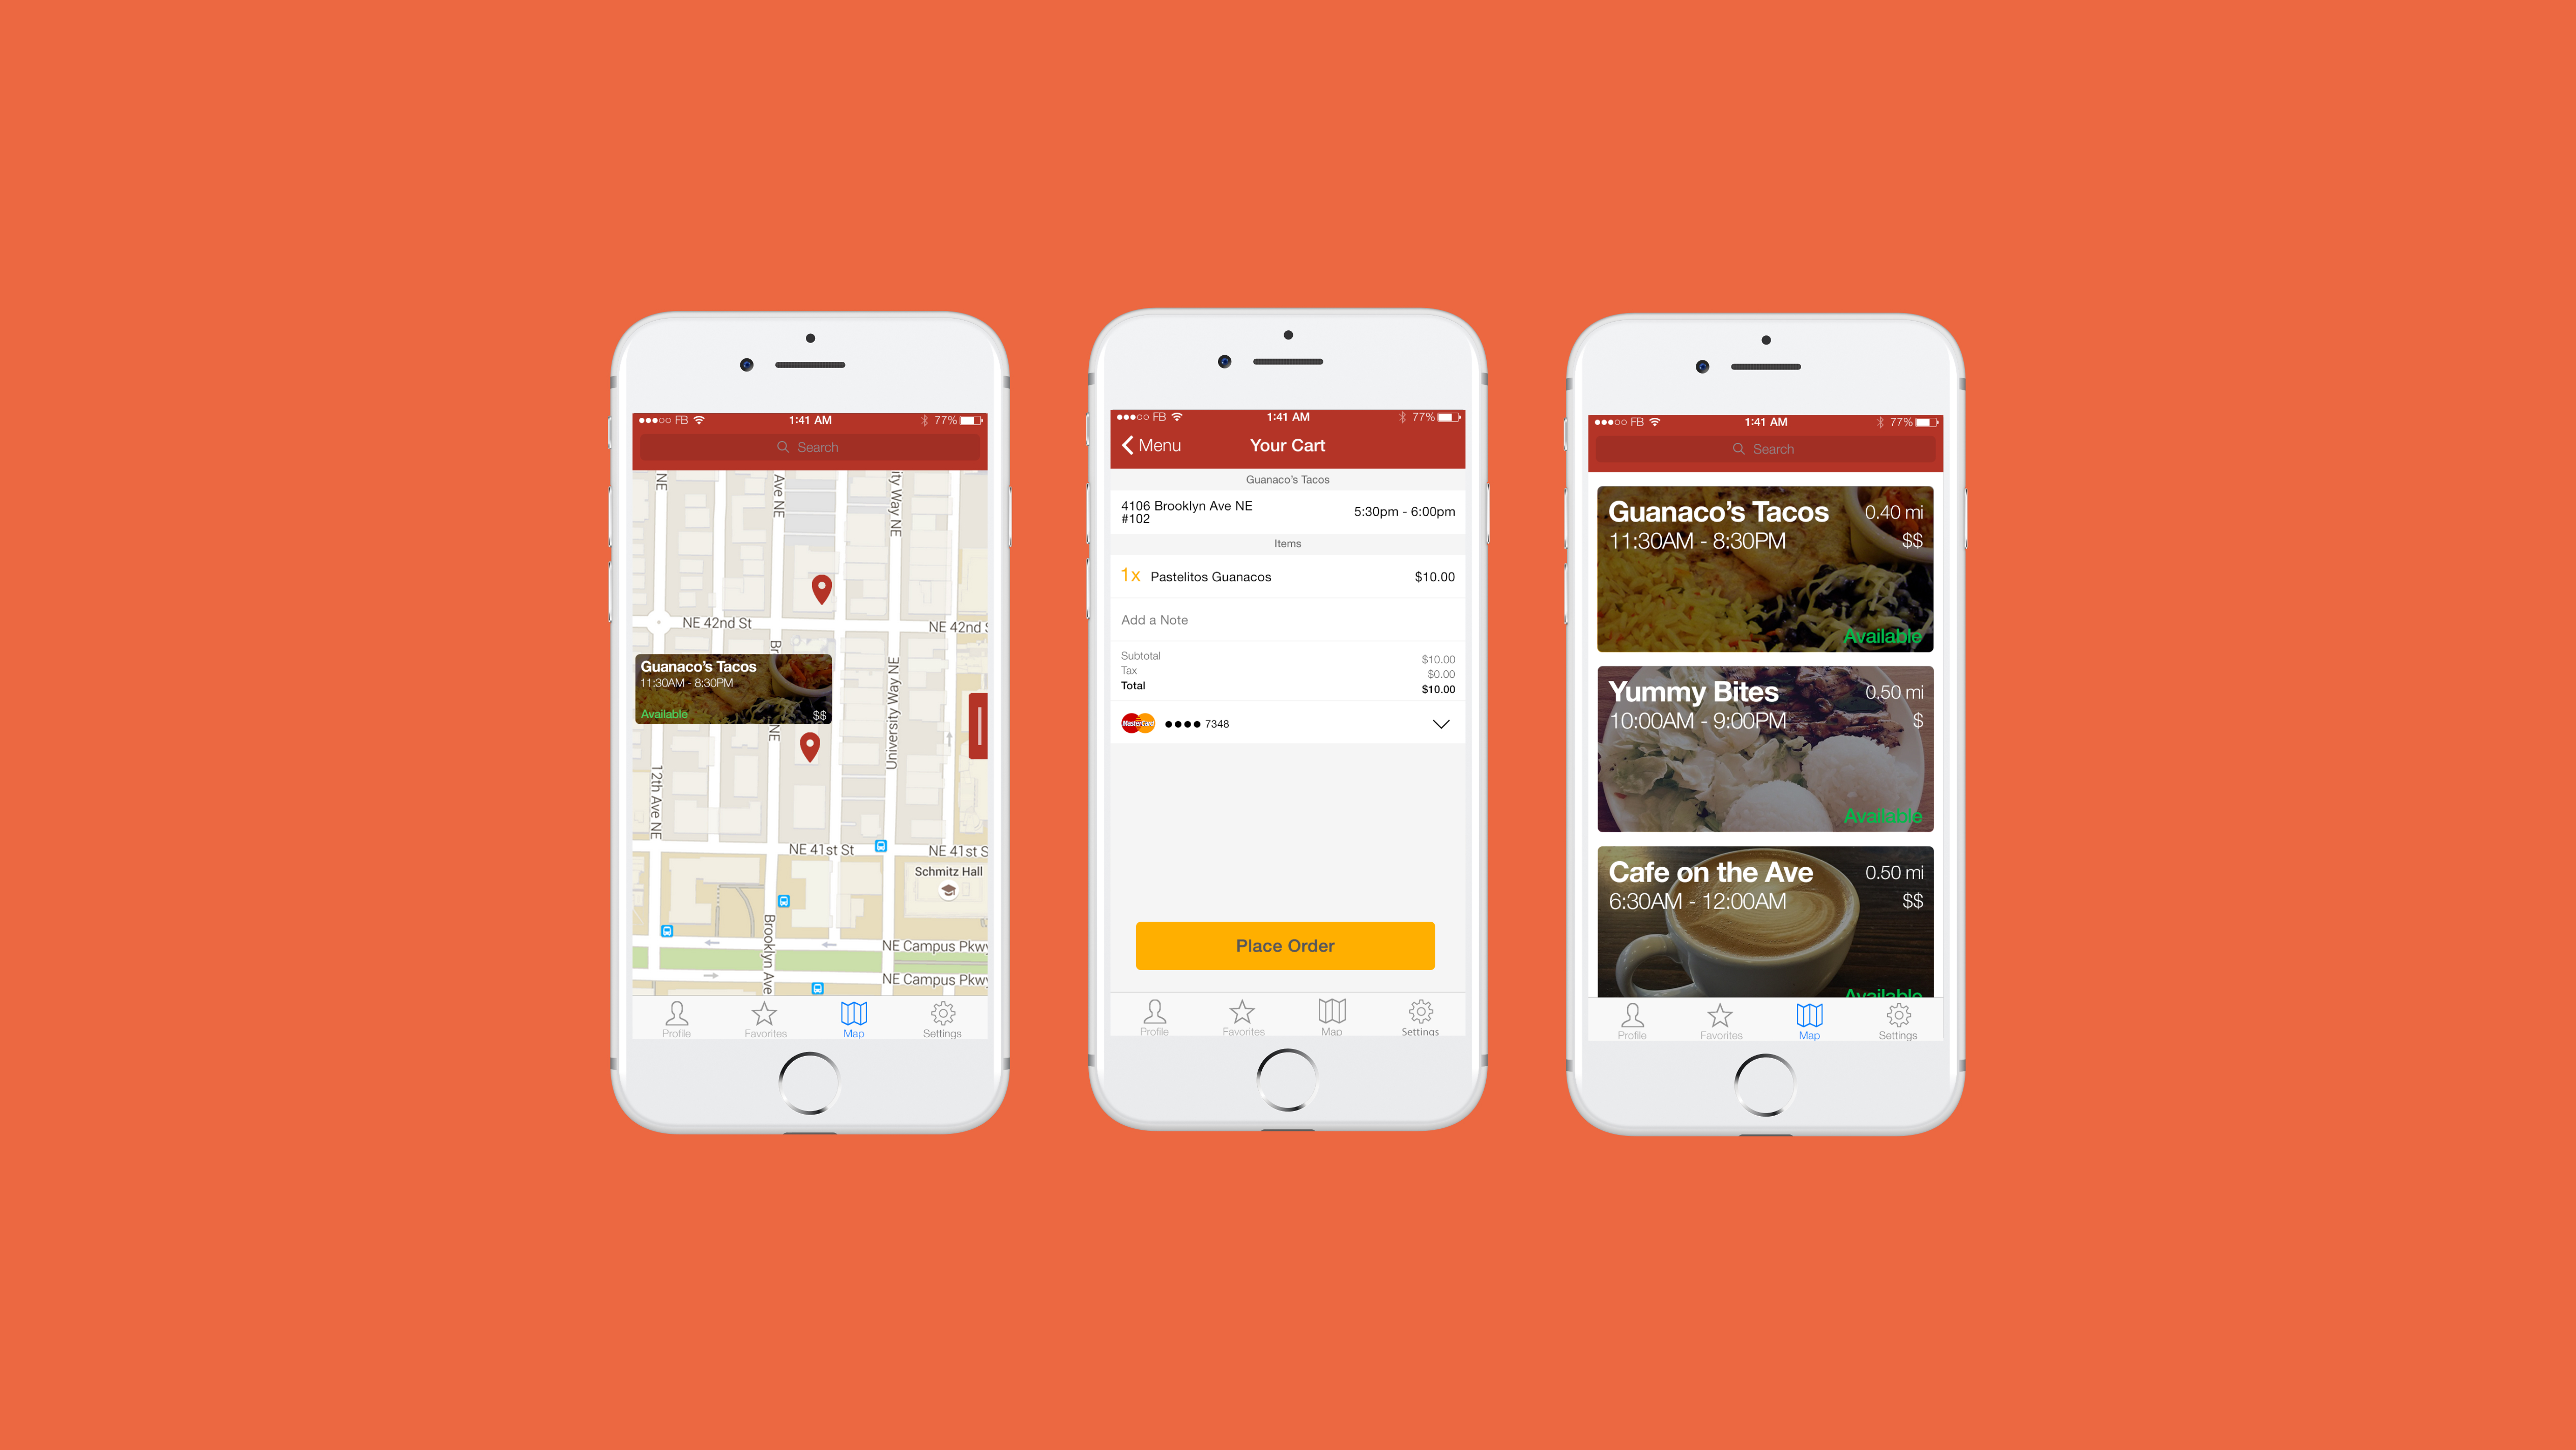 FB 1:41 AM 77%
Search
NE
Ave NE
ity Way NE
NE 42nd St
NE 42nd S
Br
Guanaco's Tacos
11:30AM - 8:30PM
Available $$
NE
University Way NE
12th Ave NE
NE 41st St
NE 41st S
Schmitz Hall
Brooklyn Ave
NE Campus Pkwy
NE Campus Pkwy
Profile Favorites Map Settings
FB 1:41 AM 77%
Menu Your Cart
Guanaco's Tacos
4106 Brooklyn Ave NE
#102
5:30pm - 6:00pm
Items
1x Pastelitos Guanacos $10.00
Add a Note
Subtotal $10.00
Tax $0.00
Total $10.00
MasterCard ●●●● 7348
Place Order
Profile Favorites Map Settings
FB 1:41 AM 77%
Search
Guanaco's Tacos 0.40 mi
11:30AM - 8:30PM $$
Available
Yummy Bites 0.50 mi
10:00AM - 9:00PM $
Available
Cafe on the Ave 0.50 mi
6:30AM - 12:00AM $$
Available
Profile Favorites Map Settings